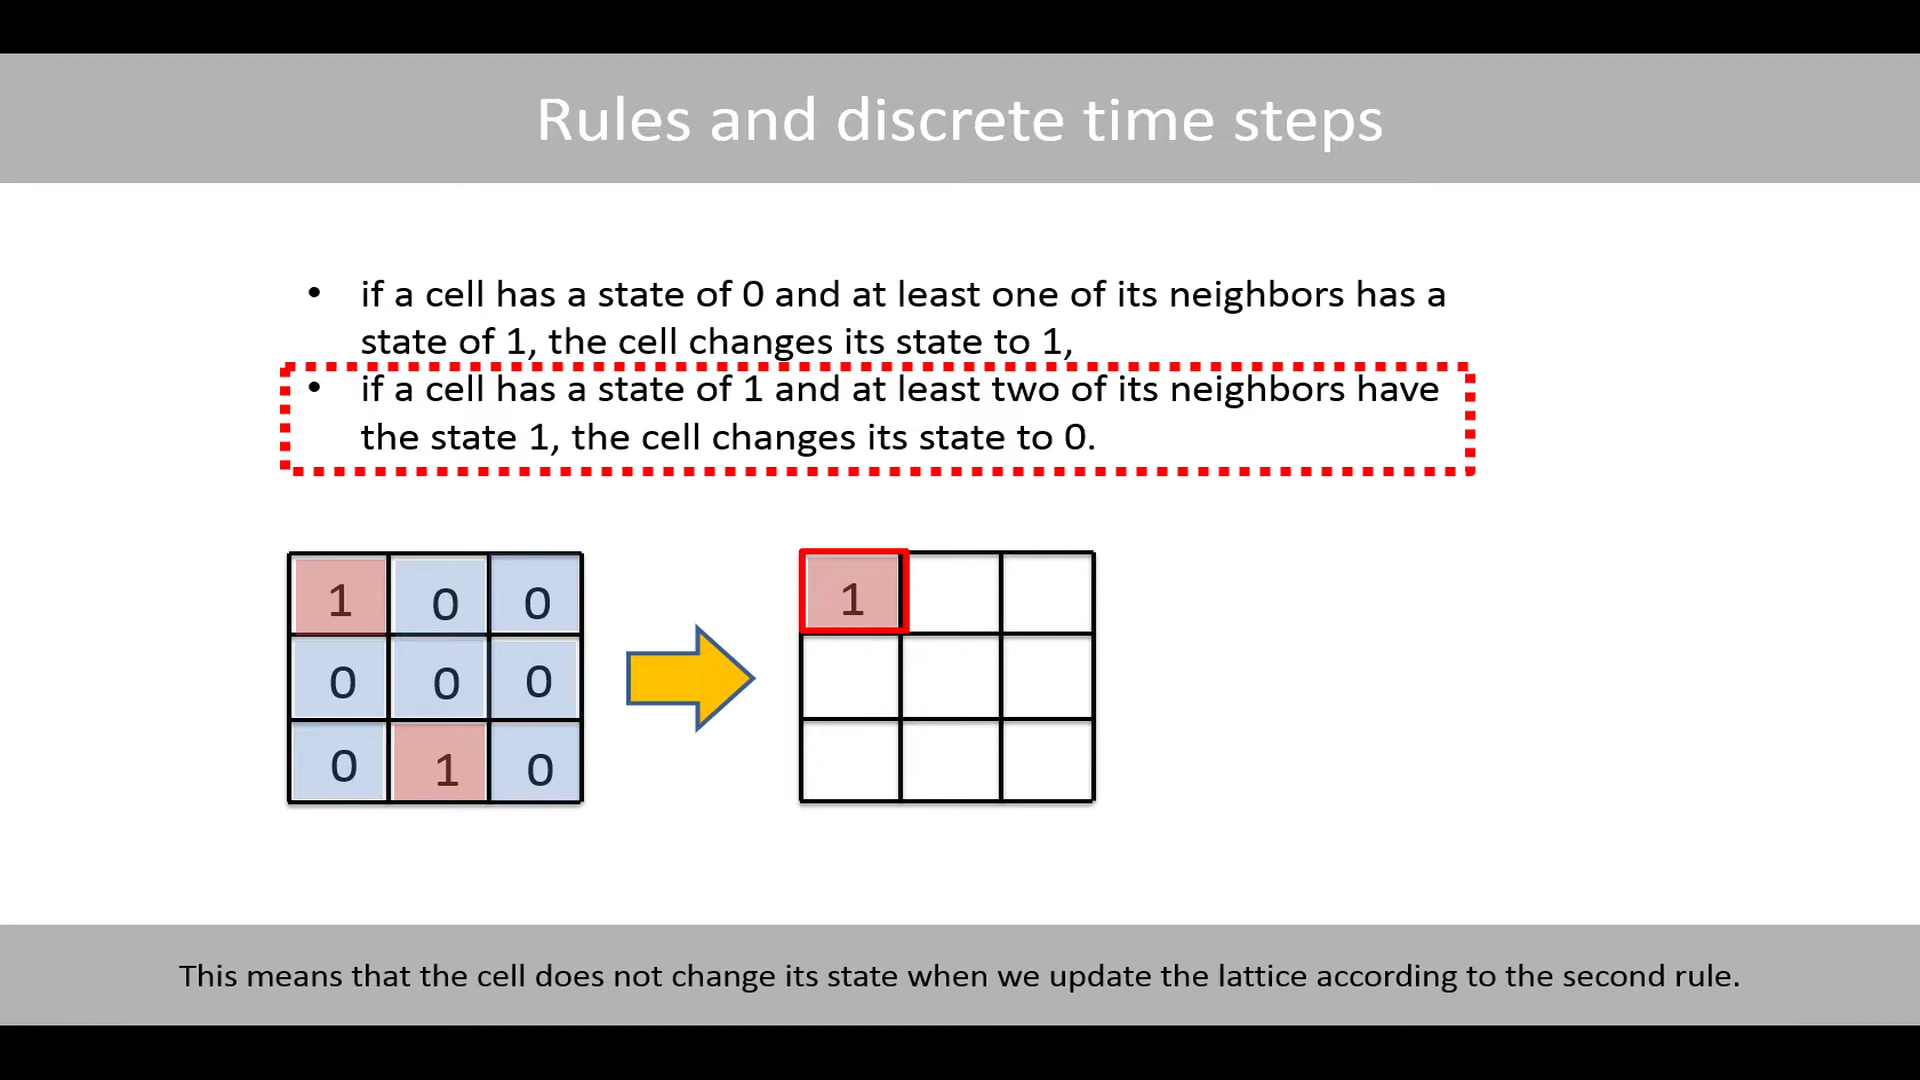 Rules and discrete time steps
• if a cell has a state of 0 and at least one of its neighbors has a
state of 1, the cell changes its state to 1,
• if a cell has a state of 1 and at least two of its neighbors have
the state 1, the cell changes its state to 0.
1 0 0 1
0 0 0
0 1 0
This means that the cell does not change its state when we update the lattice according to the second rule.